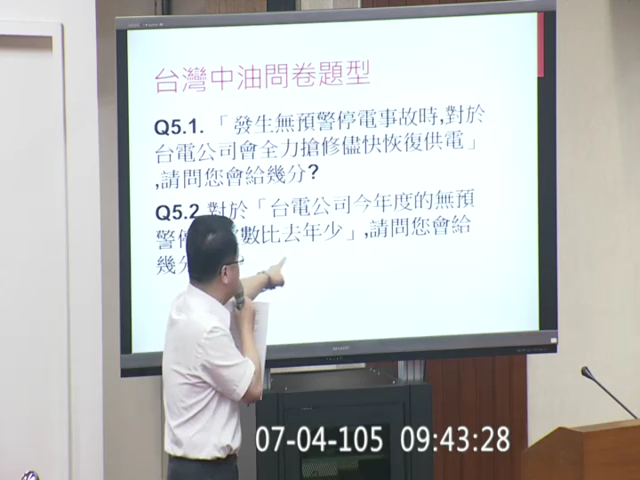 台灣中油問卷題型
Q5.1. 「 發生無預警停電事故時,對於
台電公司會全力搶修儘快恢復供電」
,請問您會給幾分?
Q5.2 對於「台電公司今年度的無預
警停 數比去年少」,請問您會給
幾分
SHARP
07-04-105 09:43:28